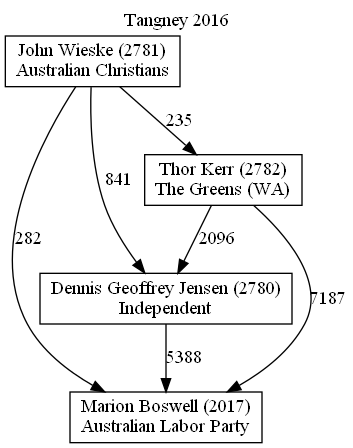 Tangney 2016
John Wieske (2781)
Australian Christians
235
Thor Kerr (2782)
The Greens (WA)
841
282
2096
Dennis Geoffrey Jensen (2780)
Independent
7187
5388
Marion Boswell (2017)
Australian Labor Party